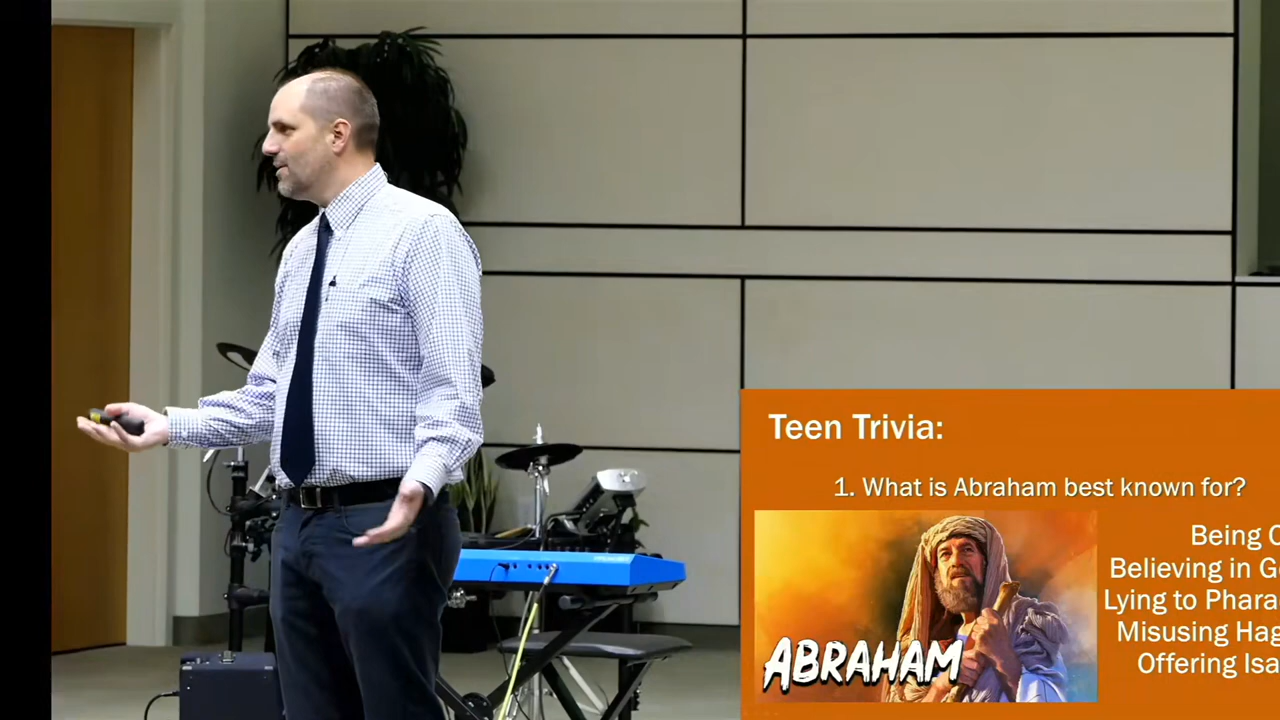 Teen Trivia:
1. What is Abraham best known for?
Being
Believing in
Lying to
Misusing
Offering
ABRAHAM